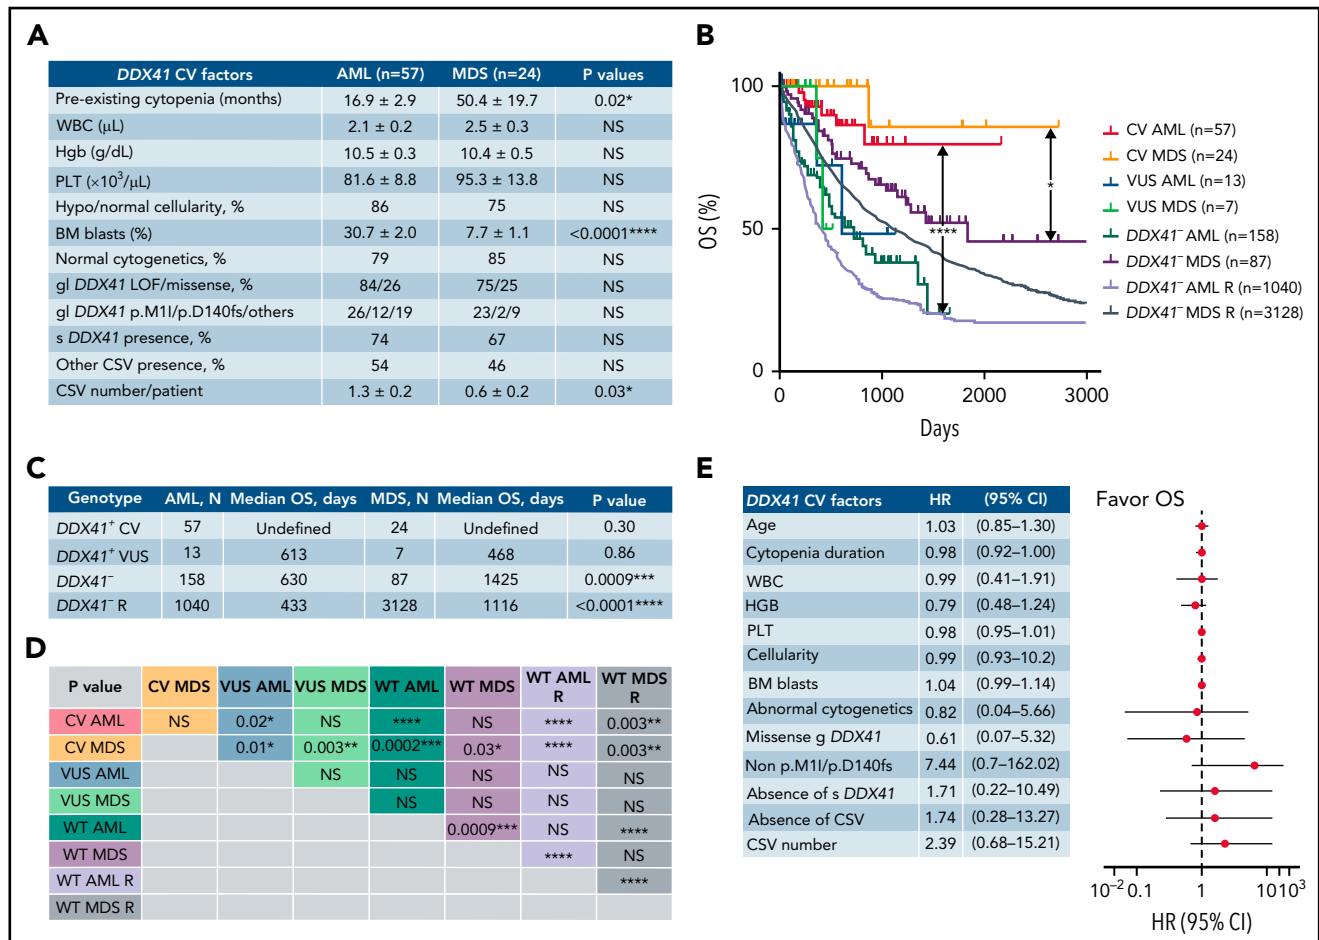 A
DDX41 CV factors AML (n=57) MDS (n=24) P values
Pre-existing cytopenia (months) 16.9 ± 2.9 50.4 ± 19.7 0.02*
WBC (μL) 2.1 ± 0.2 2.5 ± 0.3 NS
Hgb (g/dL) 10.5 ± 0.3 10.4 ± 0.5 NS
PLT (×10³/μL) 81.6 ± 8.8 95.3 ± 13.8 NS
Hypo/normal cellularity, % 86 75 NS
BM blasts (%) 30.7 ± 2.0 7.7 ± 1.1 <0.0001****
Normal cytogenetics, % 79 85 NS
gl DDX41 LOF/missense, % 84/26 75/25 NS
gl DDX41 p.M1I/p.D140fs/others 26/12/19 23/2/9 NS
s DDX41 presence, % 74 67 NS
Other CSV presence, % 54 46 NS
CSV number/patient 1.3 ± 0.2 0.6 ± 0.2 0.03*
B
OS (%)
100
50
0
0 1000 2000 3000
Days
****
*
CV AML (n=57)
CV MDS (n=24)
VUS AML (n=13)
VUS MDS (n=7)
DDX41⁻ AML (n=158)
DDX41⁻ MDS (n=87)
DDX41⁻ AML R (n=1040)
DDX41⁻ MDS R (n=3128)
C
Genotype AML, N Median OS, days MDS, N Median OS, days P value
DDX41⁺ CV 57 Undefined 24 Undefined 0.30
DDX41⁺ VUS 13 613 7 468 0.86
DDX41⁻ 158 630 87 1425 0.0009***
DDX41⁻ R 1040 433 3128 1116 <0.0001****
D
P value CV MDS VUS AML VUS MDS WT AML WT MDS WT AML R WT MDS R
CV AML NS 0.02* NS **** NS **** 0.003**
CV MDS 0.01* 0.003** 0.0002*** 0.03* **** 0.003**
VUS AML NS NS NS NS NS
VUS MDS NS NS NS NS
WT AML 0.0009*** NS ****
WT MDS **** NS
WT AML R ****
WT MDS R
E
DDX41 CV factors HR (95% CI)
Age 1.03 (0.85–1.30)
Cytopenia duration 0.98 (0.92–1.00)
WBC 0.99 (0.41–1.91)
HGB 0.79 (0.48–1.24)
PLT 0.98 (0.95–1.01)
Cellularity 0.99 (0.93–10.2)
BM blasts 1.04 (0.99–1.14)
Abnormal cytogenetics 0.82 (0.04–5.66)
Missense g DDX41 0.61 (0.07–5.32)
Non p.M1I/p.D140fs 7.44 (0.7–162.02)
Absence of s DDX41 1.71 (0.22–10.49)
Absence of CSV 1.74 (0.28–13.27)
CSV number 2.39 (0.68–15.21)
Favor OS
10⁻² 0.1 1 10 10³
HR (95% CI)